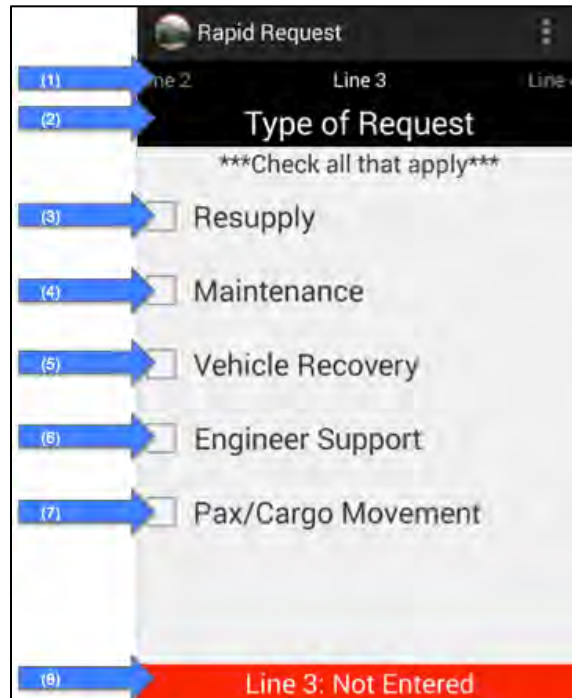 Rapid Request
(1) ne 2 Line 3 Line
(2) Type of Request
***Check all that apply***
(3) Resupply
(4) Maintenance
(5) Vehicle Recovery
(6) Engineer Support
(7) Pax/Cargo Movement
(8) Line 3: Not Entered